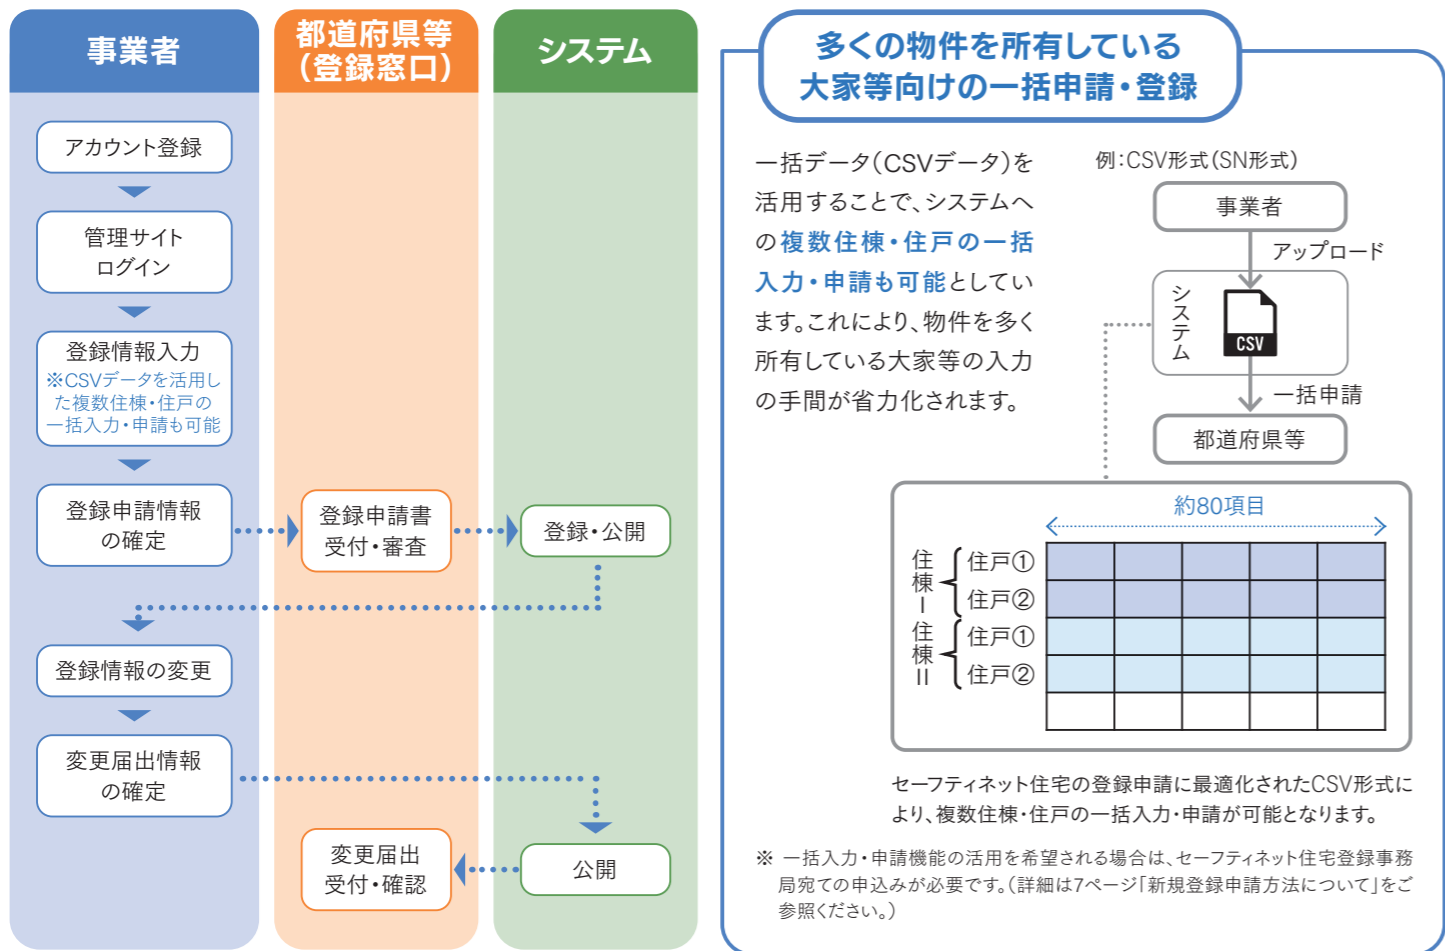 事業者
都道府県等
（登録窓口）
システム
アカウント登録
管理サイト
ログイン
登録情報入力
※CSVデータを活用し
た複数住棟・住戸の
一括入力・申請も可能
登録申請情報
の確定
登録申請書
受付・審査
登録・公開
登録情報の変更
変更届出情報
の確定
変更届出
受付・確認
公開
多くの物件を所有している
大家等向けの一括申請・登録
一括データ（CSVデータ）を
活用することで、システムへ
の複数住棟・住戸の一括
入力・申請も可能としてい
ます。これにより、物件を多く
所有している大家等の入力
の手間が省力化されます。
例：CSV形式（SN形式）
事業者
アップロード
システム
CSV
一括申請
都道府県等
約80項目
住棟Ⅰ
住戸①
住戸②
住棟Ⅱ
住戸①
住戸②
セーフティネット住宅の登録申請に最適化されたCSV形式に
より、複数住棟・住戸の一括入力・申請が可能となります。
※ 一括入力・申請機能の活用を希望される場合は、セーフティネット住宅登録事務
局宛ての申込みが必要です。（詳細は7ページ「新規登録申請方法について」をご
参照ください。）